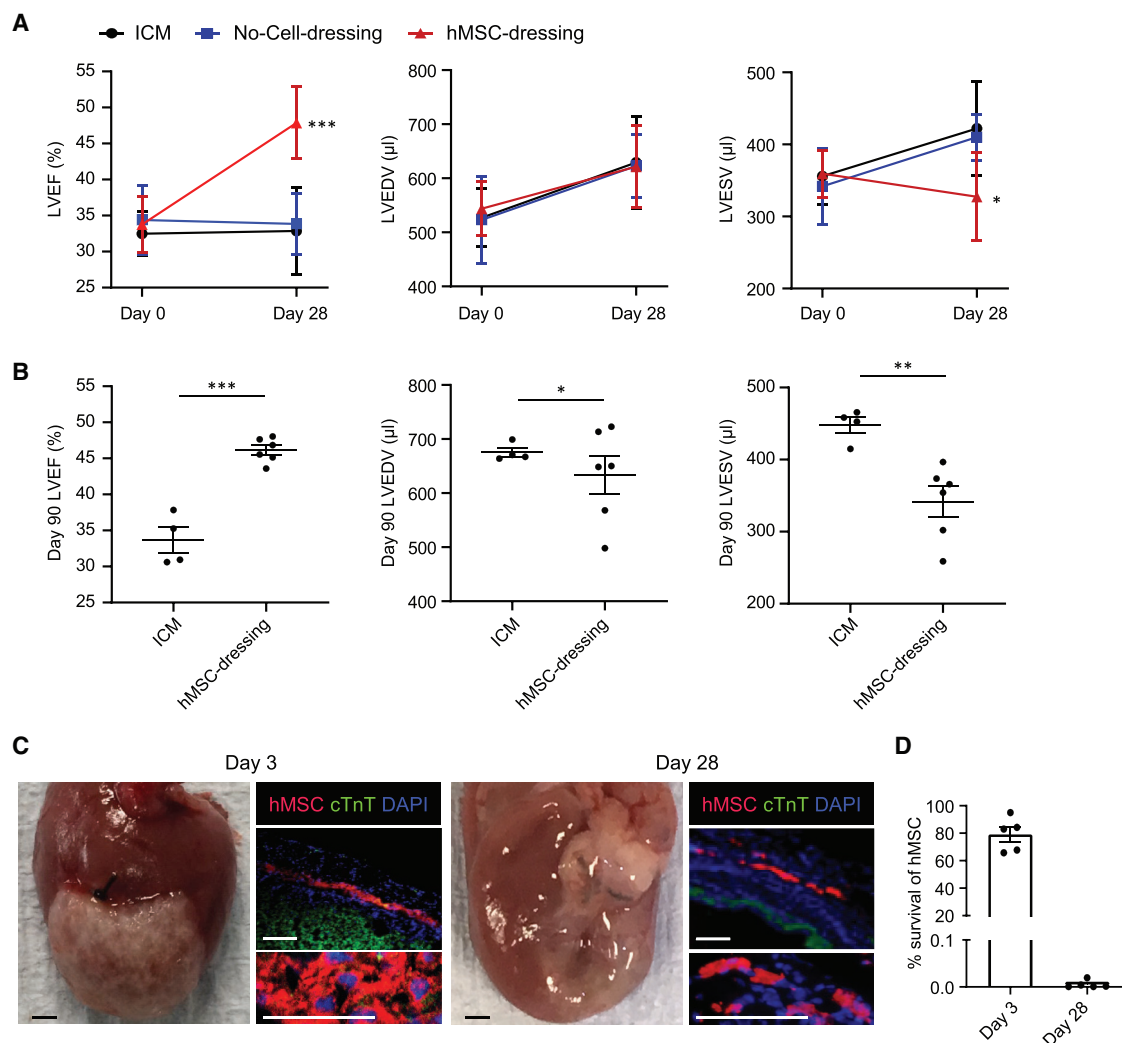 A
ICM No-Cell-dressing hMSC-dressing
LVEF (%)
55
50
45
40
35
30
25
***
Day 0 Day 28
LVEDV (µl)
800
700
600
500
400
Day 0 Day 28
LVESV (µl)
500
400
300
200
*
Day 0 Day 28
B
Day 90 LVEF (%)
55
50
45
40
35
30
25
***
ICM
hMSC-dressing
Day 90 LVEDV (µl)
800
700
600
500
400
*
ICM
hMSC-dressing
Day 90 LVESV (µl)
500
400
300
200
**
ICM
hMSC-dressing
C
Day 3
hMSC cTnT DAPI
Day 28
hMSC cTnT DAPI
D
% survival of hMSC
100
80
60
40
20
0.1
0.0
Day 3
Day 28